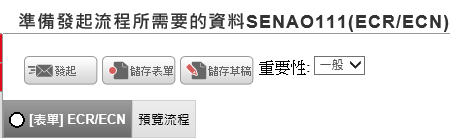 準備發起流程所需要的資料SENAO111(ECR/ECN)
發起 儲存表單 儲存草稿 重要性: 一般
[表單] ECR/ECN 預覽流程